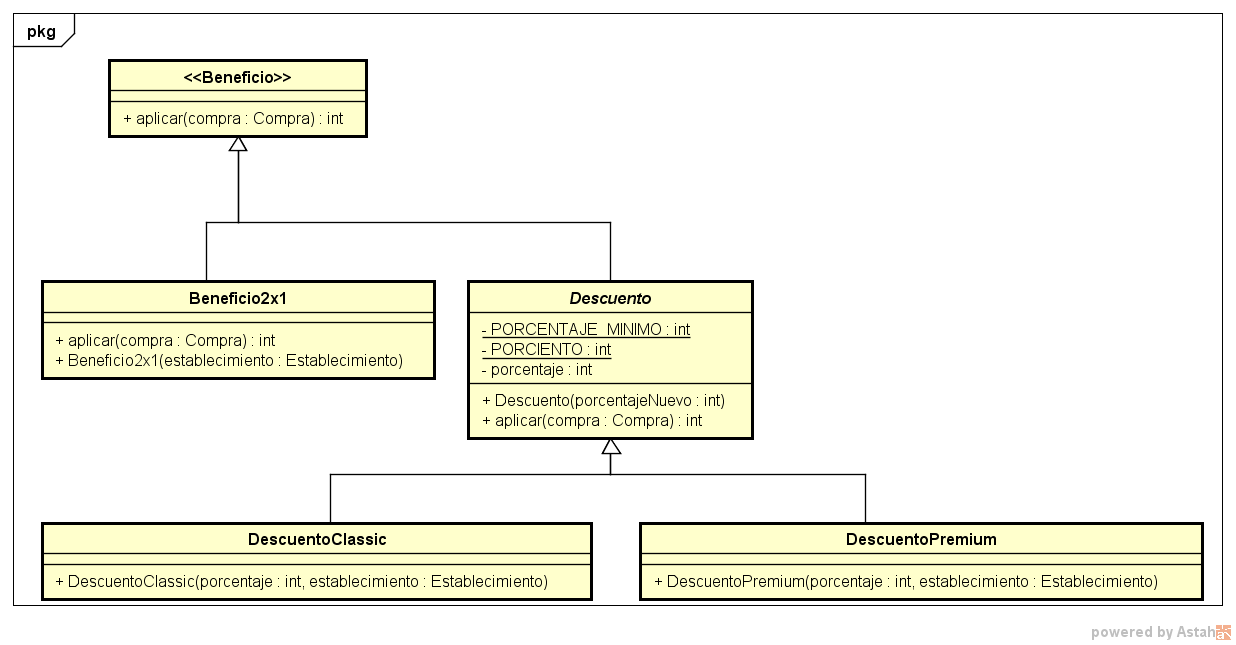 pkg
<<Beneficio>>
+ aplicar(compra : Compra) : int
Beneficio2x1
+ aplicar(compra : Compra) : int
+ Beneficio2x1(establecimiento : Establecimiento)
Descuento
- PORCENTAJE_MINIMO : int
- PORCIENTO : int
- porcentaje : int
+ Descuento(porcentajeNuevo : int)
+ aplicar(compra : Compra) : int
DescuentoClassic
+ DescuentoClassic(porcentaje : int, establecimiento : Establecimiento)
DescuentoPremium
+ DescuentoPremium(porcentaje : int, establecimiento : Establecimiento)
powered by Astah